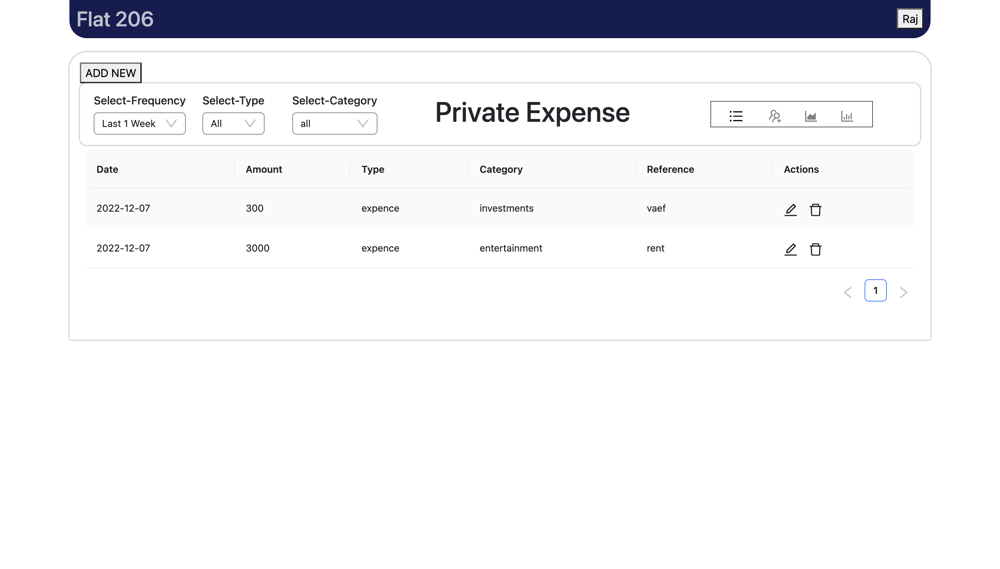 Flat 206
Raj
ADD NEW
Select-Frequency Select-Type Select-Category
Private Expense
Last 1 Week All all
Date Amount Type Category Reference Actions
2022-12-07 300 expence investments vaef
2022-12-07 3000 expence entertainment rent
1